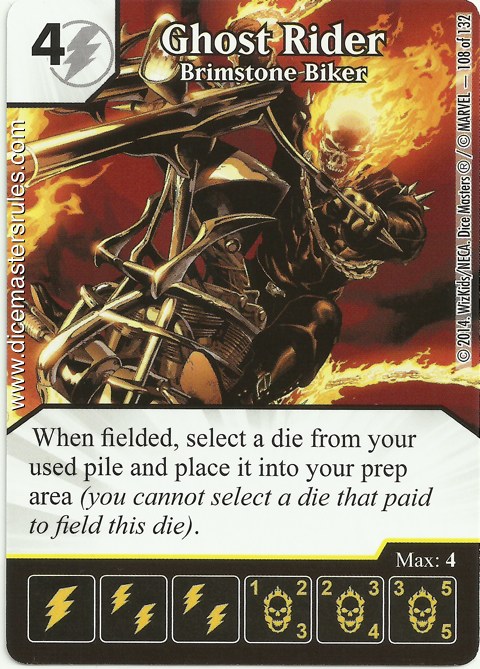 4
Ghost Rider
Brimstone Biker
www.dicemastersrules.com
© 2014. WizKids/NECA. Dice Masters ® / © MARVEL — 108 of 132
When fielded, select a die from your
used pile and place it into your prep
area (you cannot select a die that paid
to field this die).
Max: 4
1 2 3
2 3 4
3 5 5